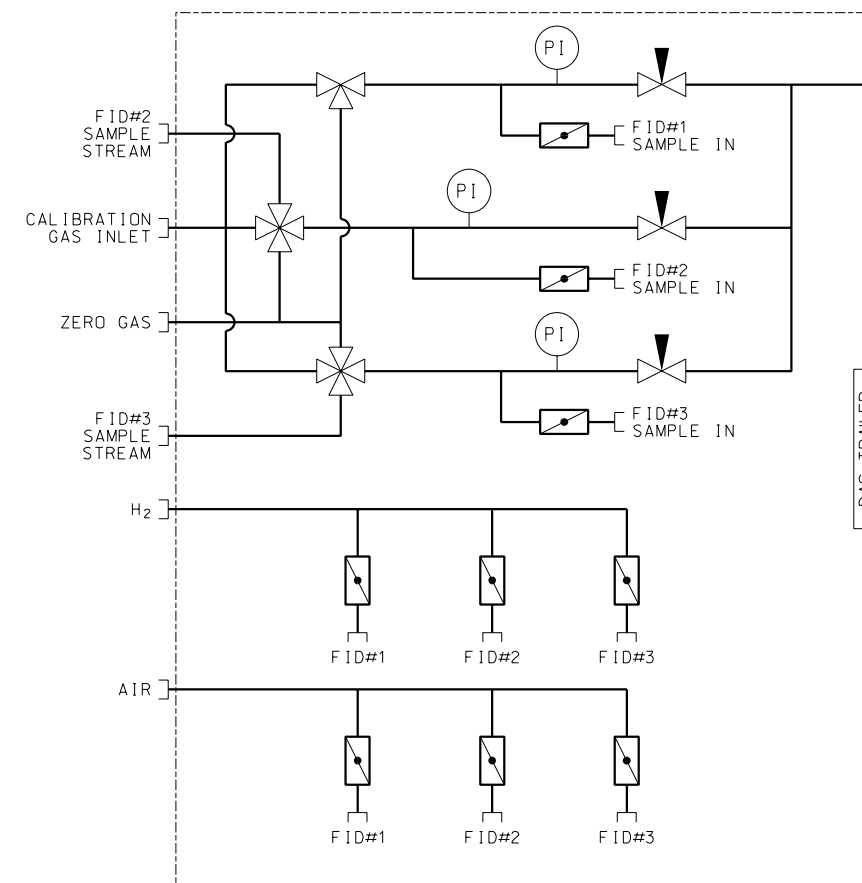 PI
FID#2
SAMPLE
STREAM
FID#1
SAMPLE IN
CALIBRATION
GAS INLET
PI
FID#2
SAMPLE IN
ZERO GAS
PI
FID#3
SAMPLE IN
FID#3
SAMPLE
STREAM
TRAILER
H₂
FID#1
FID#2
FID#3
AIR
FID#1
FID#2
FID#3